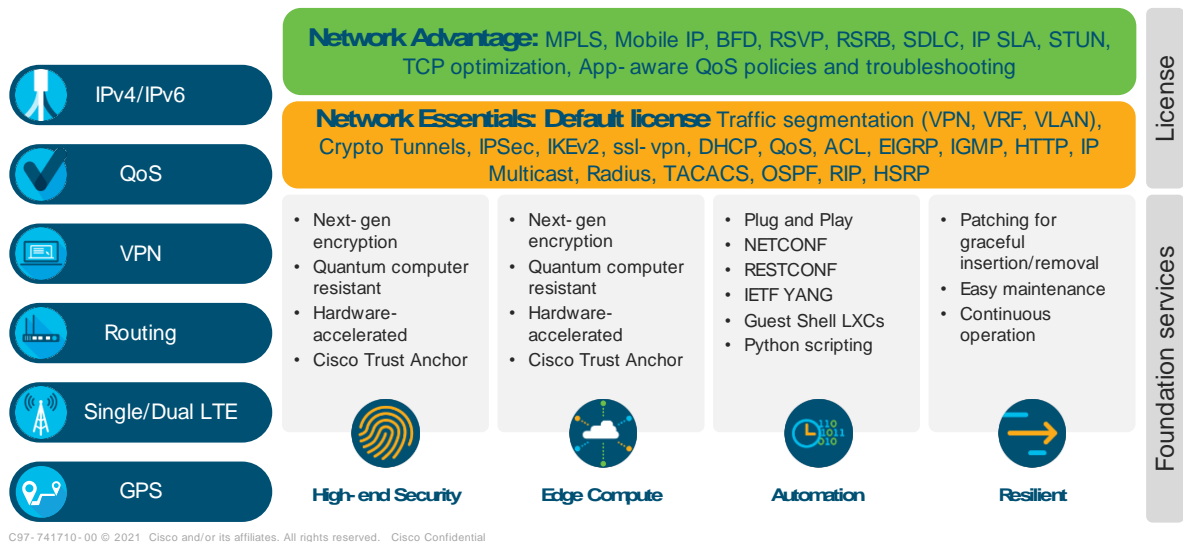 IPv4/IPv6
QoS
VPN
Routing
Single/Dual LTE
GPS
Network Advantage: MPLS, Mobile IP, BFD, RSVP, RSRB, SDLC, IP SLA, STUN,
TCP optimization, App-aware QoS policies and troubleshooting
Network Essentials: Default license Traffic segmentation (VPN, VRF, VLAN),
Crypto Tunnels, IPSec, IKEv2, ssl-vpn, DHCP, QoS, ACL, EIGRP, IGMP, HTTP, IP
Multicast, Radius, TACACS, OSPF, RIP, HSRP
License
• Next-gen
encryption
• Quantum computer
resistant
• Hardware-
accelerated
• Cisco Trust Anchor
High-end Security
• Next-gen
encryption
• Quantum computer
resistant
• Hardware-
accelerated
• Cisco Trust Anchor
Edge Compute
• Plug and Play
• NETCONF
• RESTCONF
• IETF YANG
• Guest Shell LXCs
• Python scripting
110
1011
010
Automation
• Patching for
graceful
insertion/removal
• Easy maintenance
• Continuous
operation
Resilient
Foundation services
C97-741710-00 © 2021 Cisco and/or its affiliates. All rights reserved. Cisco Confidential